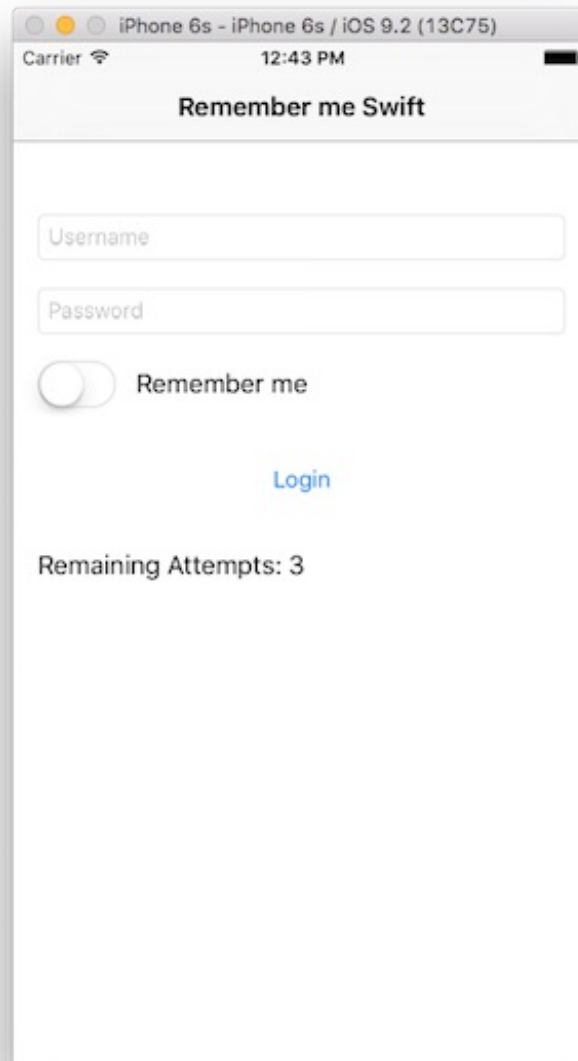 iPhone 6s - iPhone 6s / iOS 9.2 (13C75)
Carrier 12:43 PM
Remember me Swift
Username
Password
Remember me
Login
Remaining Attempts: 3